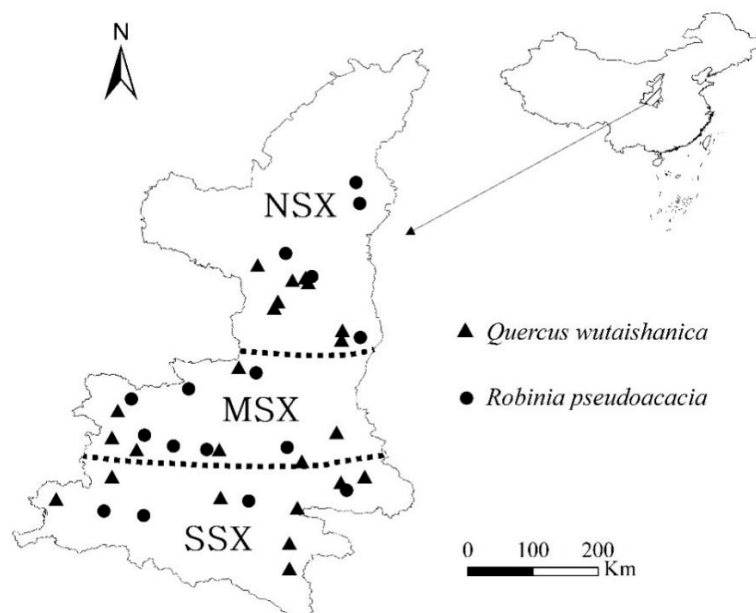 N
NSX
Quercus wutaishanica
Robinia pseudoacacia
MSX
SSX
0 100 200
Km